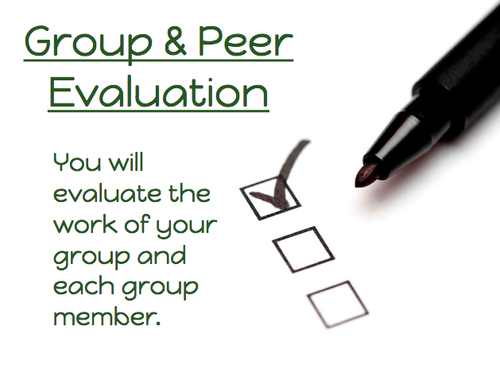 Group & Peer
Evaluation
You will
evaluate the
work of your
group and
each group
member.